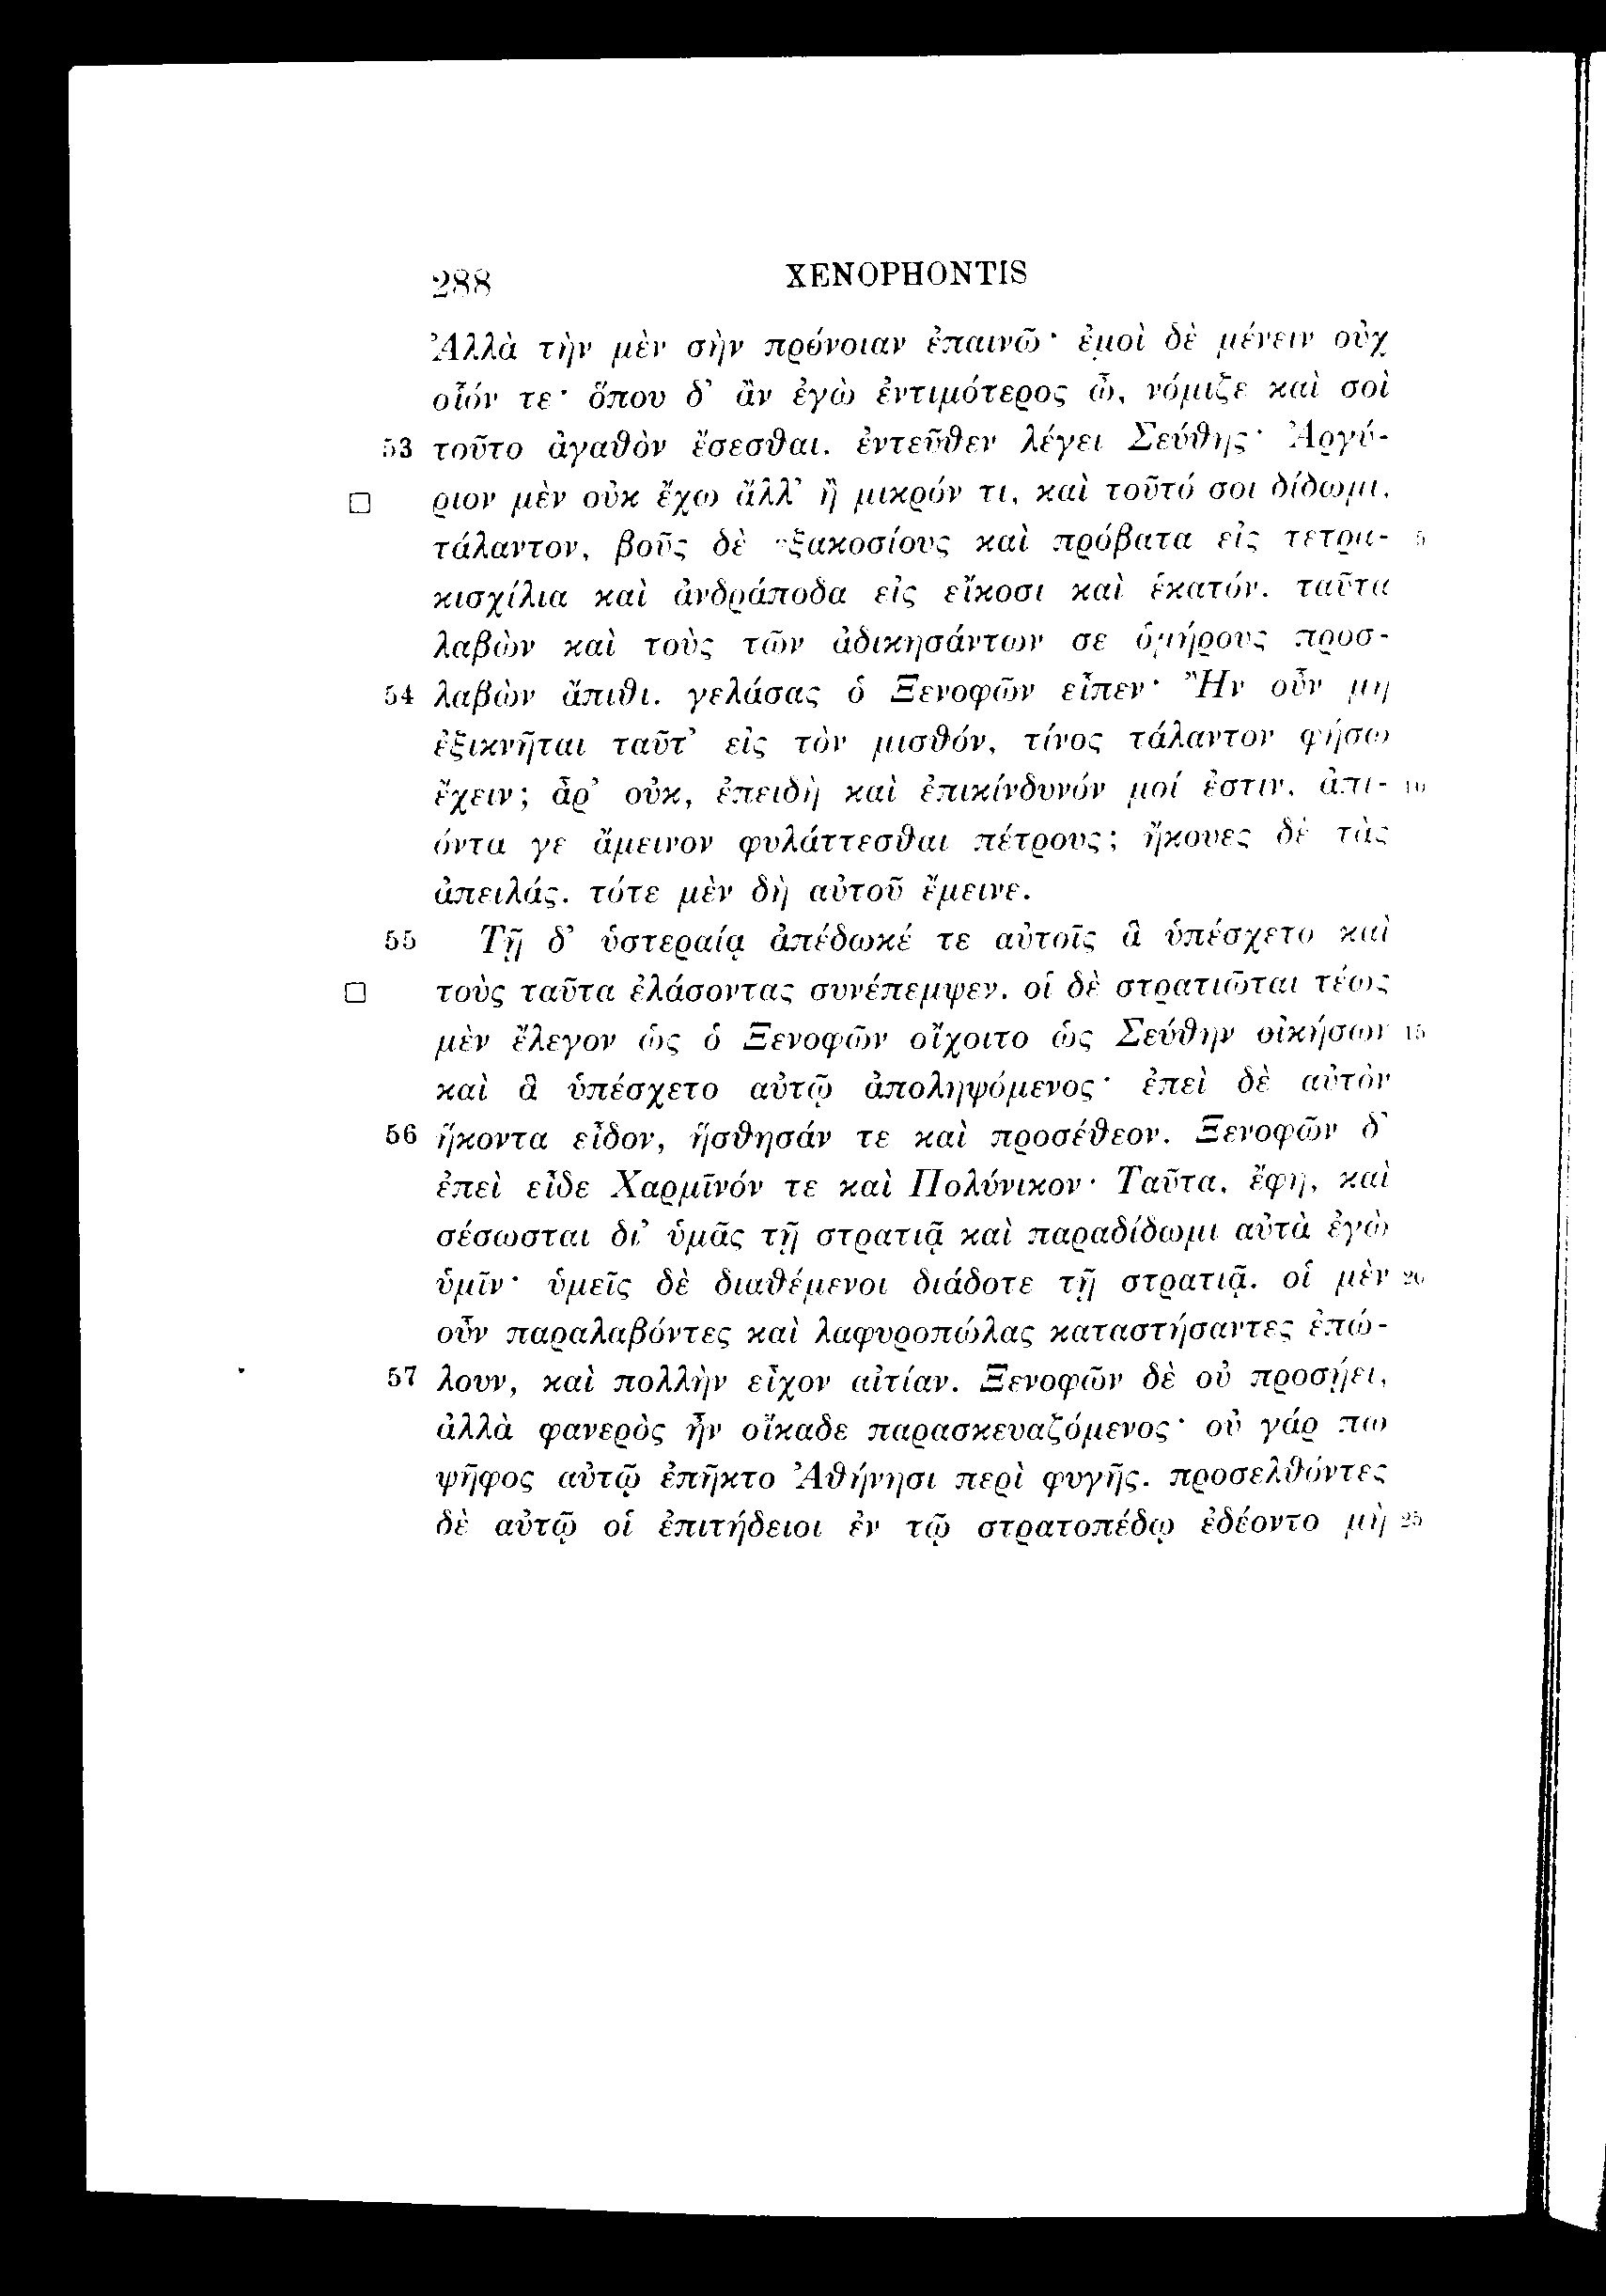 288 XENOPHONTIS
Ἀλλὰ τὴν μὲν σὴν πρόνοιαν ἐπαινῶ· ἐμοὶ δὲ μένειν οὐχ
οἷόν τε· ὅπου δ’ ἂν ἐγὼ ἐντιμότερος ὦ, νόμιζε καὶ σοὶ
53 τοῦτο ἀγαθὸν ἔσεσθαι. ἐντεῦθεν λέγει Σεύθης· Ἀργύ-
□ ριον μὲν οὐκ ἔχω ἀλλ’ ἢ μικρόν τι, καὶ τοῦτό σοι δίδωμι,
τάλαντον, βοῦς δὲ ἑξακοσίους καὶ πρόβατα εἰς τετρα- 5
κισχίλια καὶ ἀνδράποδα εἰς εἴκοσι καὶ ἑκατόν. ταῦτα
λαβὼν καὶ τοὺς τῶν ἀδικησάντων σε ὁμήρους προσ-
54 λαβὼν ἄπιθι. γελάσας ὁ Ξενοφῶν εἶπεν· Ἢν οὖν μὴ
ἐξικνῆται ταῦτ’ εἰς τὸν μισθόν, τίνος τάλαντον φήσω
ἔχειν; ἆρ’ οὐκ, ἐπειδὴ καὶ ἐπικίνδυνόν μοί ἐστιν, ἀπι- 10
όντα γε ἄμεινον φυλάττεσθαι πέτρους; ἤκουες δὲ τὰς
ἀπειλάς. τότε μὲν δὴ αὐτοῦ ἔμεινε.
55 Τῇ δ’ ὑστεραίᾳ ἀπέδωκέ τε αὐτοῖς ἃ ὑπέσχετο καὶ
□ τοὺς ταῦτα ἐλάσοντας συνέπεμψεν. οἱ δὲ στρατιῶται τέως
μὲν ἔλεγον ὡς ὁ Ξενοφῶν οἴχοιτο ὡς Σεύθην οἰκήσων 15
καὶ ἃ ὑπέσχετο αὐτῷ ἀποληψόμενος· ἐπεὶ δὲ αὐτὸν
56 ἥκοντα εἶδον, ἥσθησάν τε καὶ προσέθεον. Ξενοφῶν δ’
ἐπεὶ εἶδε Χαρμῖνόν τε καὶ Πολύνικον· Ταῦτα, ἔφη, καὶ
σέσωσται δι’ ὑμᾶς τῇ στρατιᾷ καὶ παραδίδωμι αὐτὰ ἐγὼ
ὑμῖν· ὑμεῖς δὲ διαθέμενοι διάδοτε τῇ στρατιᾷ. οἱ μὲν 20
οὖν παραλαβόντες καὶ λαφυροπώλας καταστήσαντες ἐπώ-
57 λουν, καὶ πολλὴν εἶχον αἰτίαν. Ξενοφῶν δὲ οὐ προσῄει,
ἀλλὰ φανερὸς ἦν οἴκαδε παρασκευαζόμενος· οὐ γάρ πω
ψῆφος αὐτῷ ἐπῆκτο Ἀθήνησι περὶ φυγῆς. προσελθόντες
δὲ αὐτῷ οἱ ἐπιτήδειοι ἐν τῷ στρατοπέδῳ ἐδέοντο μὴ 25